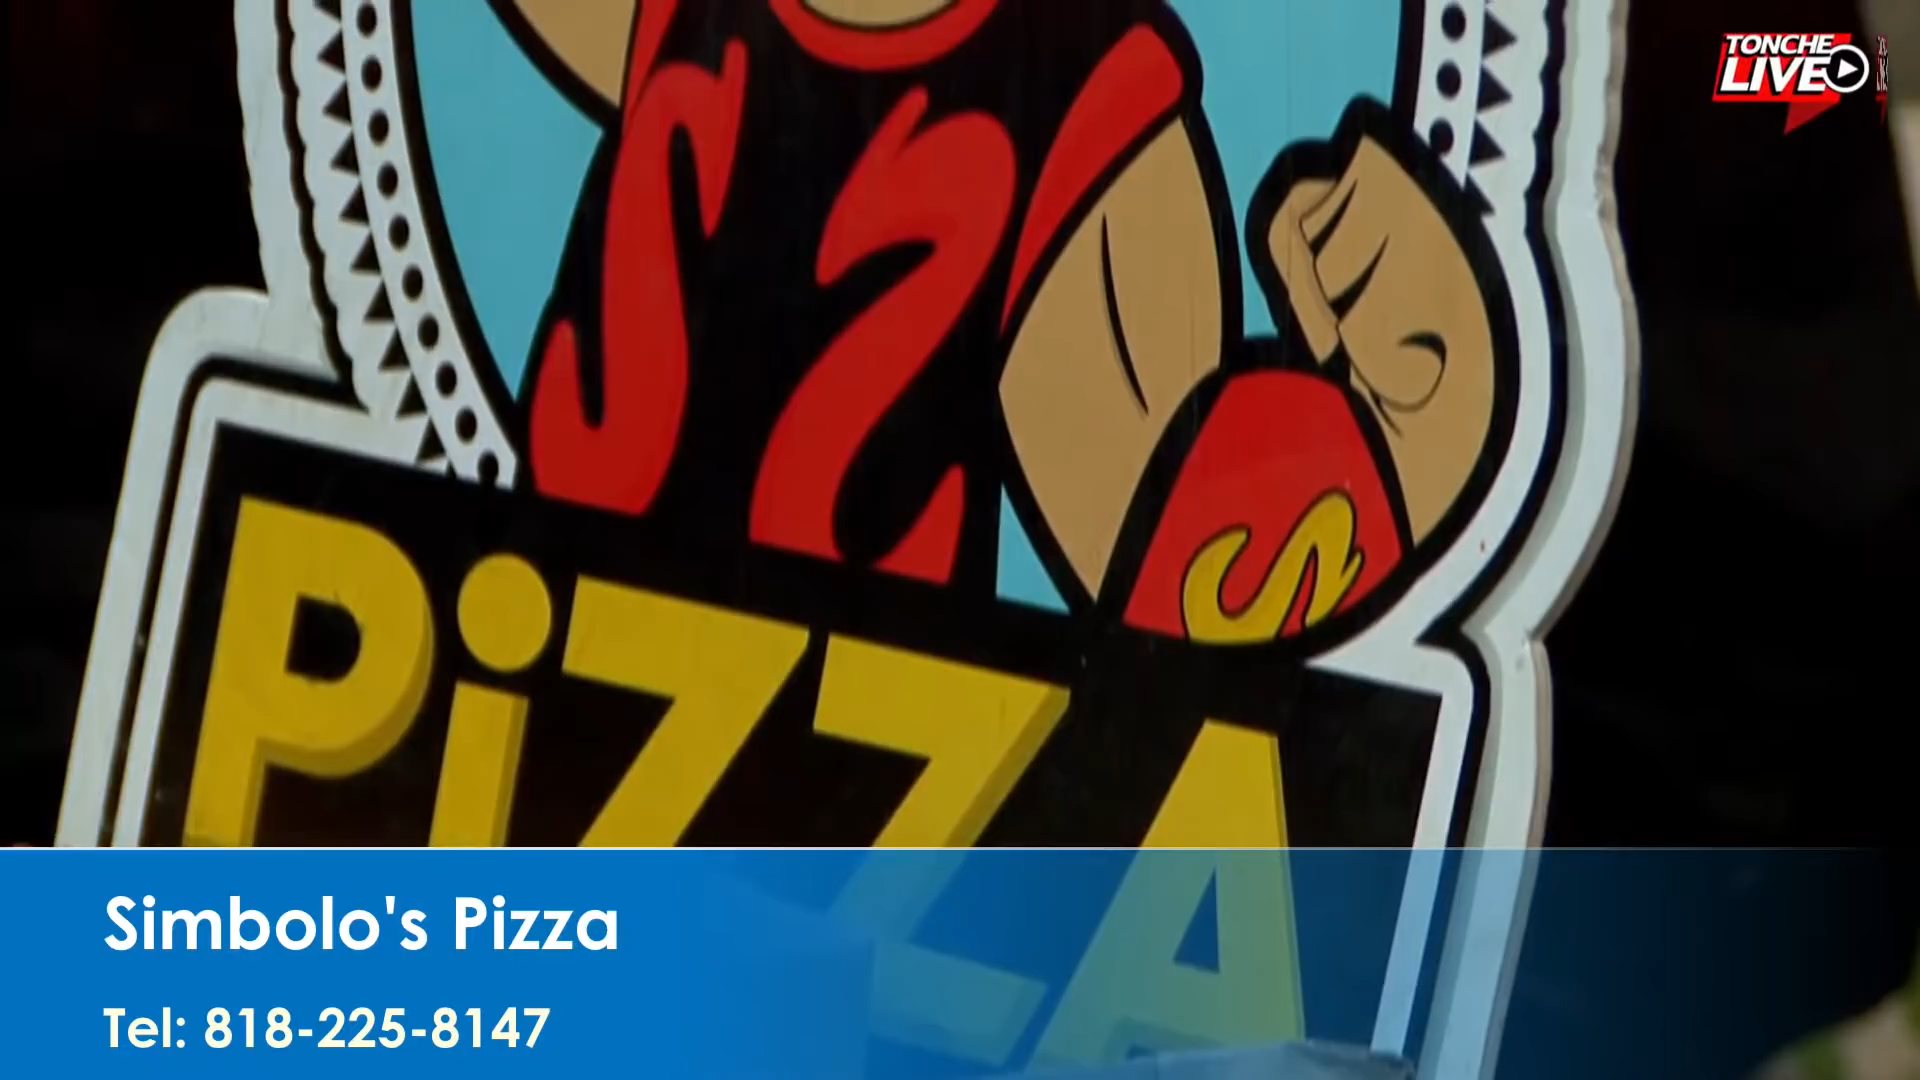 TONCHE
LIVE
S
PiZZA
Simbolo's Pizza
Tel: 818-225-8147